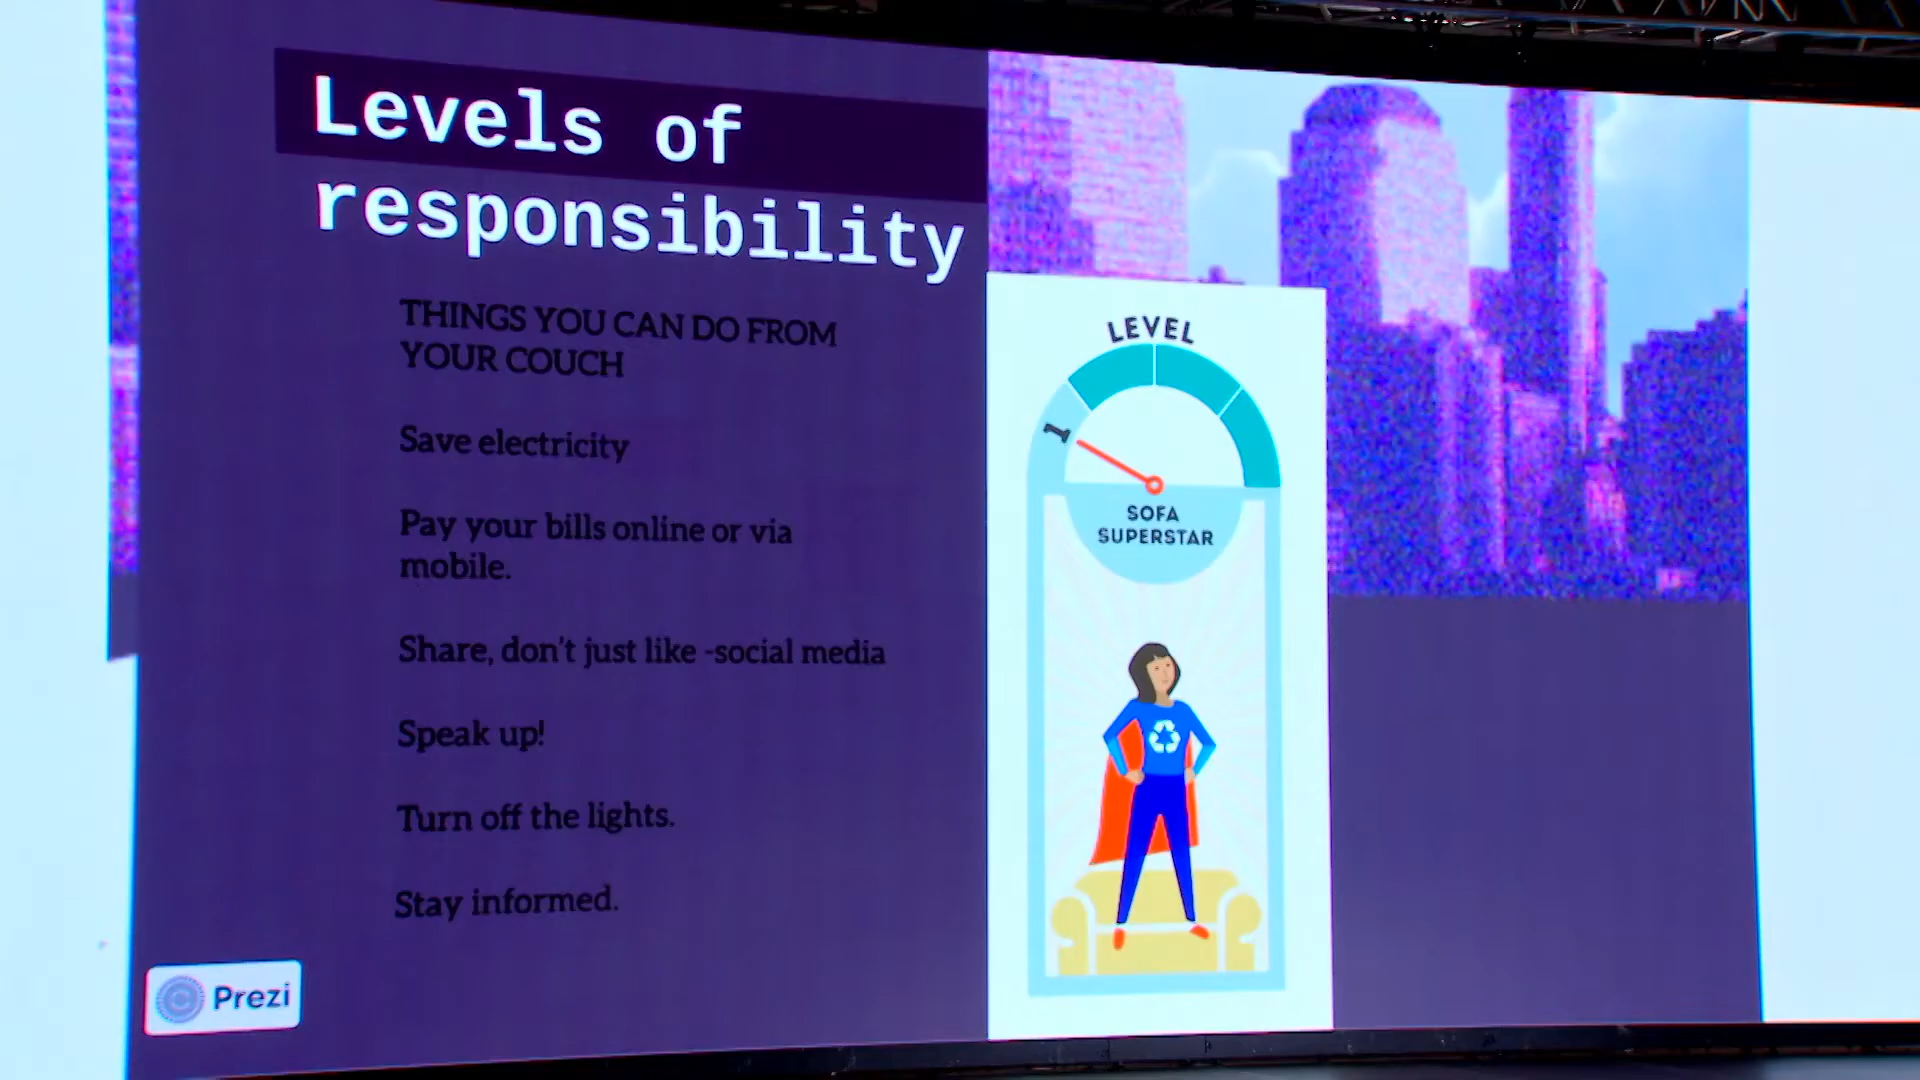 Levels of
responsibility
THINGS YOU CAN DO FROM
YOUR COUCH
Save electricity
Pay your bills online or via
mobile.
Share, don't just like -social media
Speak up!
Turn off the lights.
Stay informed.
Prezi
LEVEL
1
SOFA
SUPERSTAR